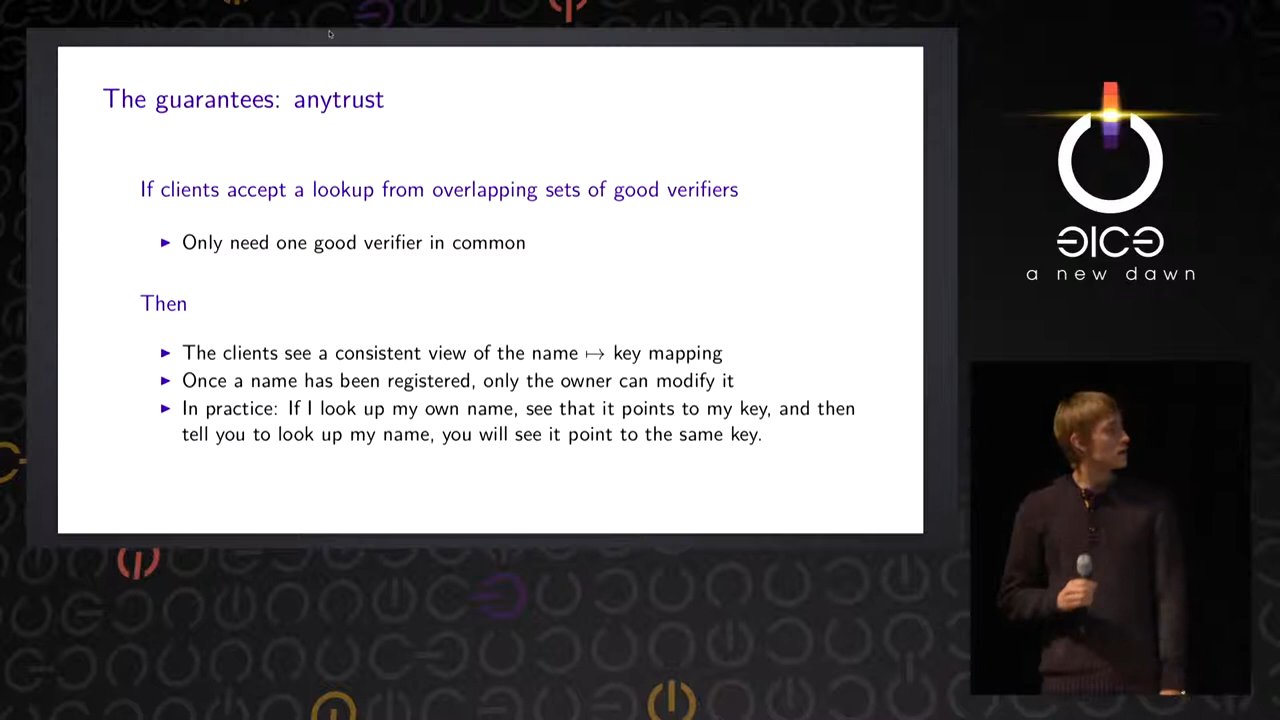 The guarantees: anytrust
If clients accept a lookup from overlapping sets of good verifiers
▶ Only need one good verifier in common
Then
▶ The clients see a consistent view of the name ↦ key mapping
▶ Once a name has been registered, only the owner can modify it
▶ In practice: If I look up my own name, see that it points to my key, and then
tell you to look up my name, you will see it point to the same key.
31C3
a new dawn